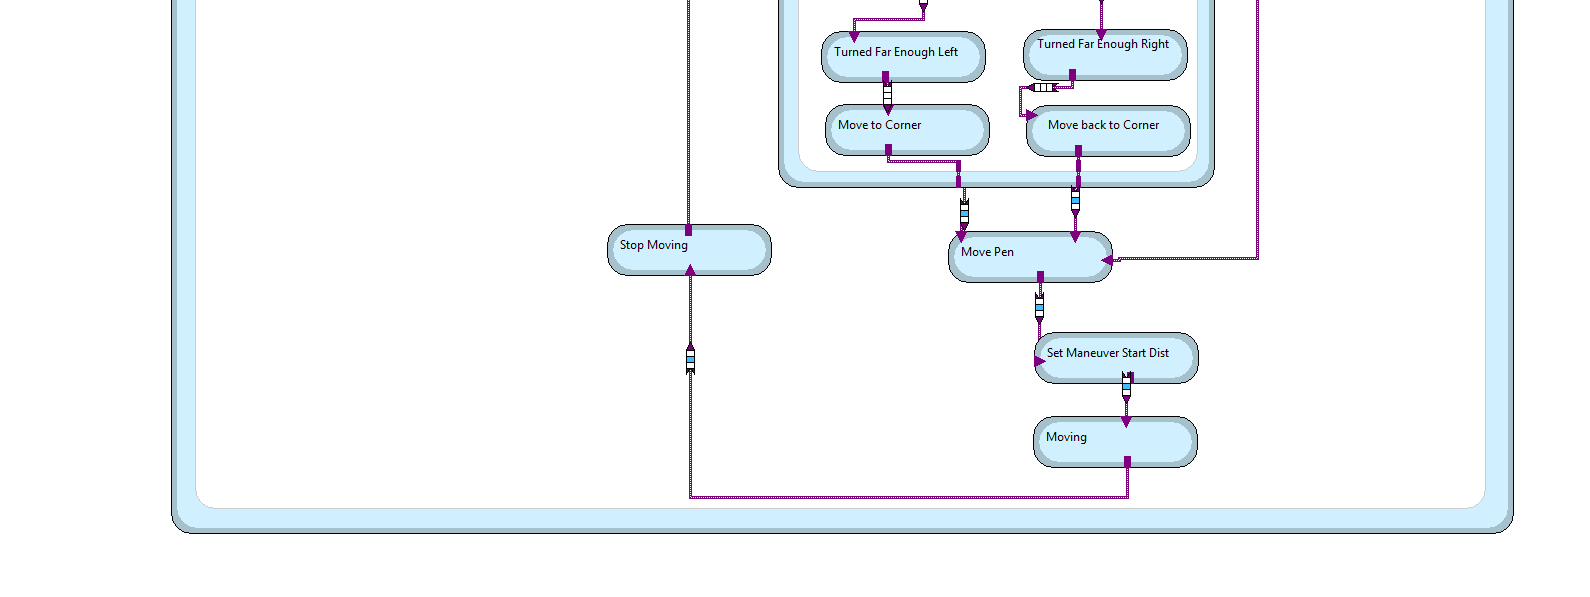 Turned Far Enough Left
Turned Far Enough Right
Move to Corner
Move back to Corner
Stop Moving
Move Pen
Set Maneuver Start Dist
Moving